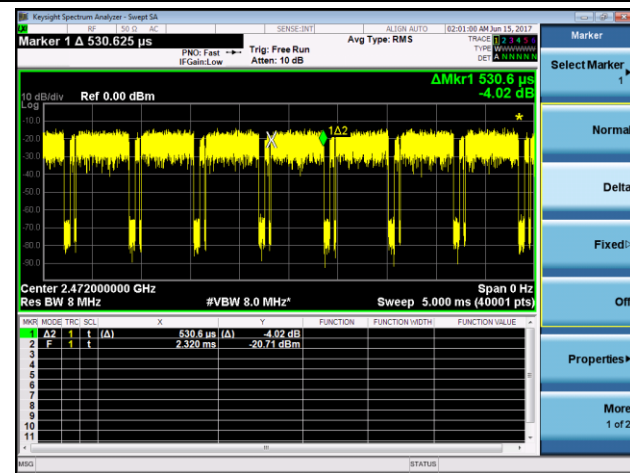 Keysight Spectrum Analyzer - Swept SA
RF 50 Ω AC SENSE:INT ALIGN AUTO 02:01:00 AM Jun 15, 2017
Marker 1 Δ 530.625 µs
PNO: Fast
IFGain:Low
Trig: Free Run
Atten: 10 dB
Avg Type: RMS
TRACE 1 2 3 4 5 6
TYPE WWWWWW
DET A NNNNN
ΔMkr1 530.6 µs
-4.02 dB
10 dB/div Ref 0.00 dBm
Log
-10.0
-20.0
-30.0
-40.0
-50.0
-60.0
-70.0
-80.0
-90.0
X
1Δ2
*
Center 2.472000000 GHz Span 0 Hz
Res BW 8 MHz #VBW 8.0 MHz* Sweep 5.000 ms (40001 pts)
MKR MODE TRC SCL X Y FUNCTION FUNCTION WIDTH FUNCTION VALUE
1 Δ2 1 t (Δ) 530.6 µs (Δ) -4.02 dB
2 F 1 t 2.320 ms -20.71 dBm
3
4
5
6
7
8
9
10
11
MSG STATUS
Marker
Select Marker
1
Normal
Delta
Fixed
Off
Properties
More
1 of 2